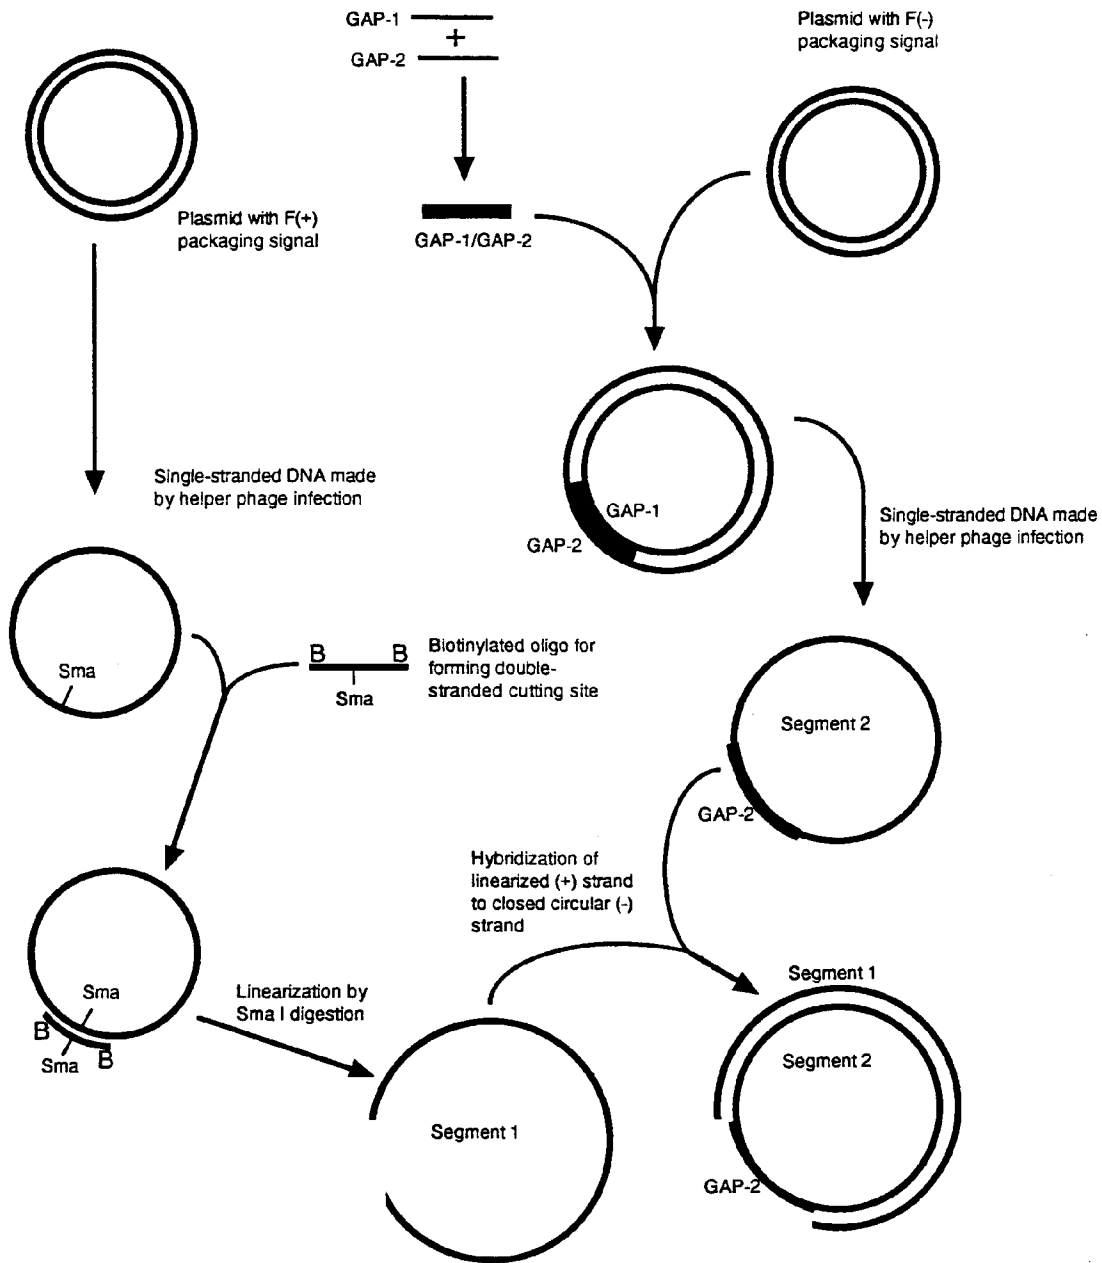 GAP-1
+
GAP-2
Plasmid with F(-)
packaging signal
Plasmid with F(+)
packaging signal
GAP-1/GAP-2
GAP-1
GAP-2
Single-stranded DNA made
by helper phage infection
Single-stranded DNA made
by helper phage infection
Sma
B B
Sma
Biotinylated oligo for
forming double-
stranded cutting site
Segment 2
GAP-2
Hybridization of
linearized (+) strand
to closed circular (-)
strand
Sma
B
Sma
B
Linearization by
Sma I digestion
Segment 1
Segment 1
Segment 2
GAP-2